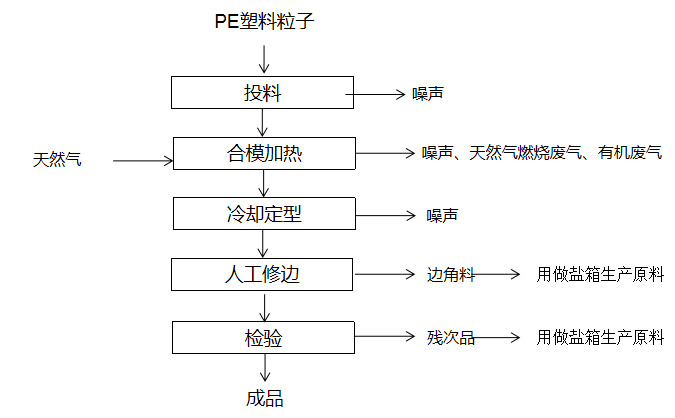 PE塑料粒子
投料
噪声
天然气
合模加热
噪声、天然气燃烧废气、有机废气
冷却定型
噪声
人工修边
边角料
用做盐箱生产原料
检验
残次品
用做盐箱生产原料
成品